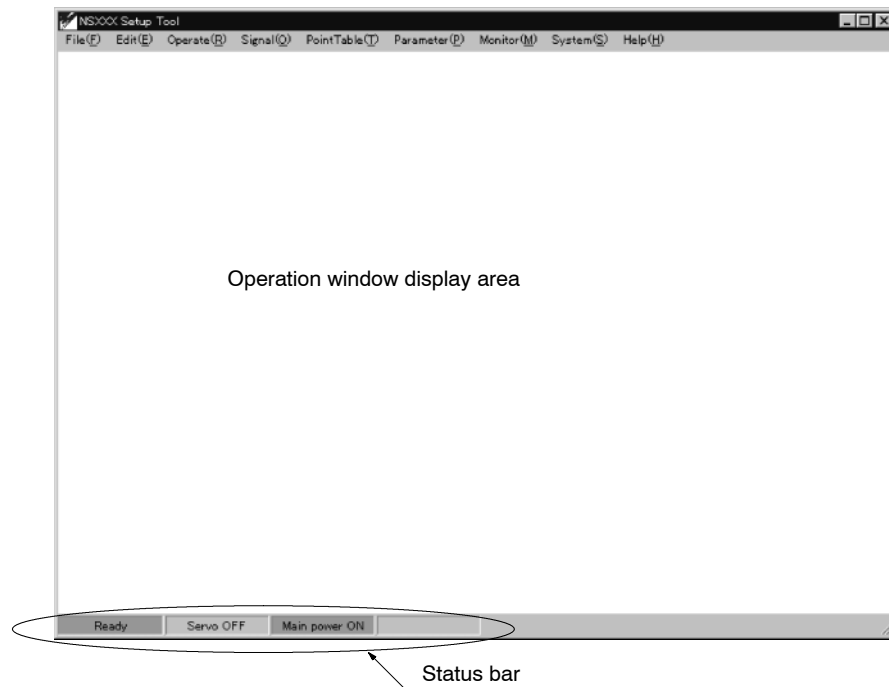 NSXXX Setup Tool
File(F) Edit(E) Operate(R) Signal(O) PointTable(T) Parameter(P) Monitor(M) System(S) Help(H)
Operation window display area
Ready Servo OFF Main power ON
Status bar